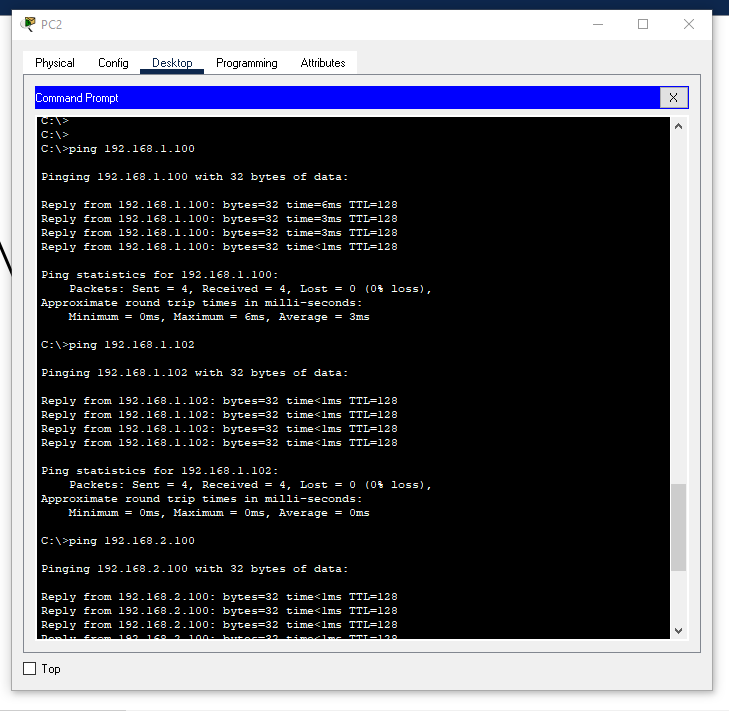 PC2
Physical Config Desktop Programming Attributes
Command Prompt X
C:\>
C:\>
C:\>ping 192.168.1.100
Pinging 192.168.1.100 with 32 bytes of data:
Reply from 192.168.1.100: bytes=32 time=6ms TTL=128
Reply from 192.168.1.100: bytes=32 time=3ms TTL=128
Reply from 192.168.1.100: bytes=32 time=3ms TTL=128
Reply from 192.168.1.100: bytes=32 time<1ms TTL=128
Ping statistics for 192.168.1.100:
Packets: Sent = 4, Received = 4, Lost = 0 (0% loss),
Approximate round trip times in milli-seconds:
Minimum = 0ms, Maximum = 6ms, Average = 3ms
C:\>ping 192.168.1.102
Pinging 192.168.1.102 with 32 bytes of data:
Reply from 192.168.1.102: bytes=32 time<1ms TTL=128
Reply from 192.168.1.102: bytes=32 time<1ms TTL=128
Reply from 192.168.1.102: bytes=32 time<1ms TTL=128
Reply from 192.168.1.102: bytes=32 time<1ms TTL=128
Ping statistics for 192.168.1.102:
Packets: Sent = 4, Received = 4, Lost = 0 (0% loss),
Approximate round trip times in milli-seconds:
Minimum = 0ms, Maximum = 0ms, Average = 0ms
C:\>ping 192.168.2.100
Pinging 192.168.2.100 with 32 bytes of data:
Reply from 192.168.2.100: bytes=32 time<1ms TTL=128
Reply from 192.168.2.100: bytes=32 time<1ms TTL=128
Reply from 192.168.2.100: bytes=32 time<1ms TTL=128
Reply from 192.168.2.100: bytes=32 time<1ms TTL=128
Top